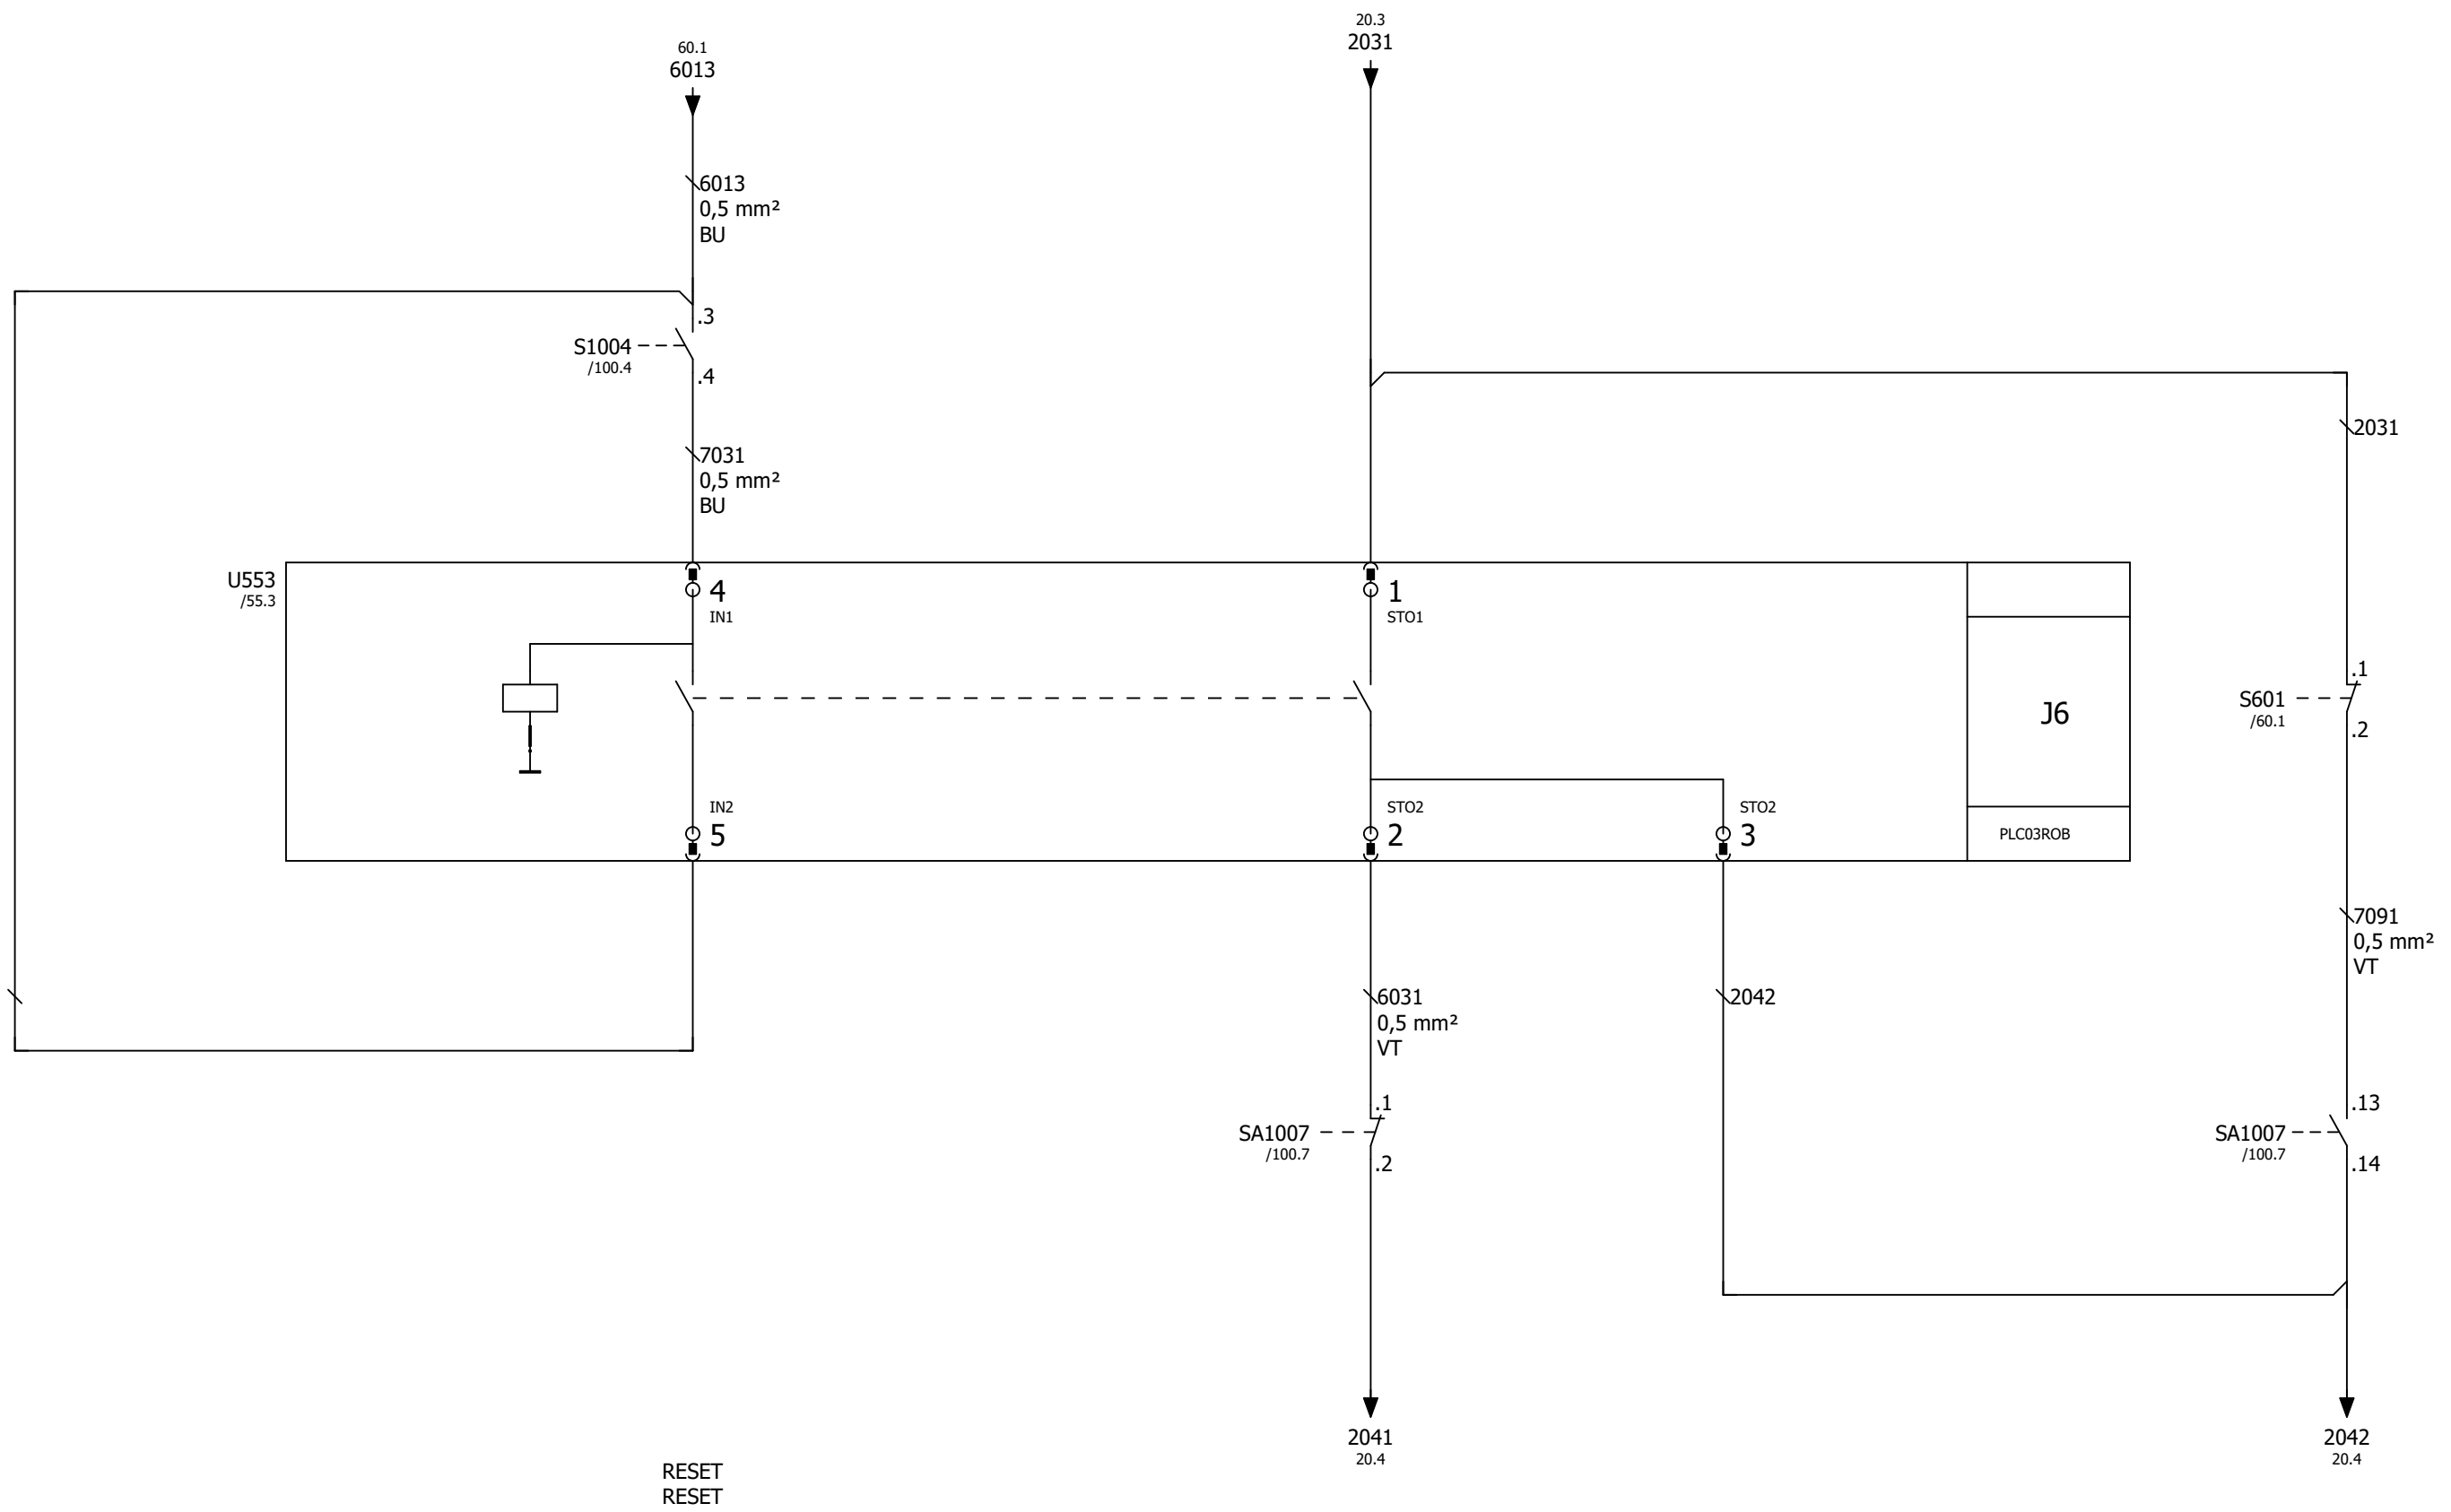 20.3
2031
60.1
6013
6013
0,5 mm²
BU
.3
S1004
/100.4
.4
2031
7031
0,5 mm²
BU
U553
/55.3
4
IN1
1
STO1
J6
.1
S601
/60.1
.2
IN2
5
STO2
2
STO2
3
PLC03ROB
7091
0,5 mm²
VT
6031
0,5 mm²
VT
2042
.1
SA1007
/100.7
.2
.13
SA1007
/100.7
.14
2041
20.4
2042
20.4
RESET
RESET